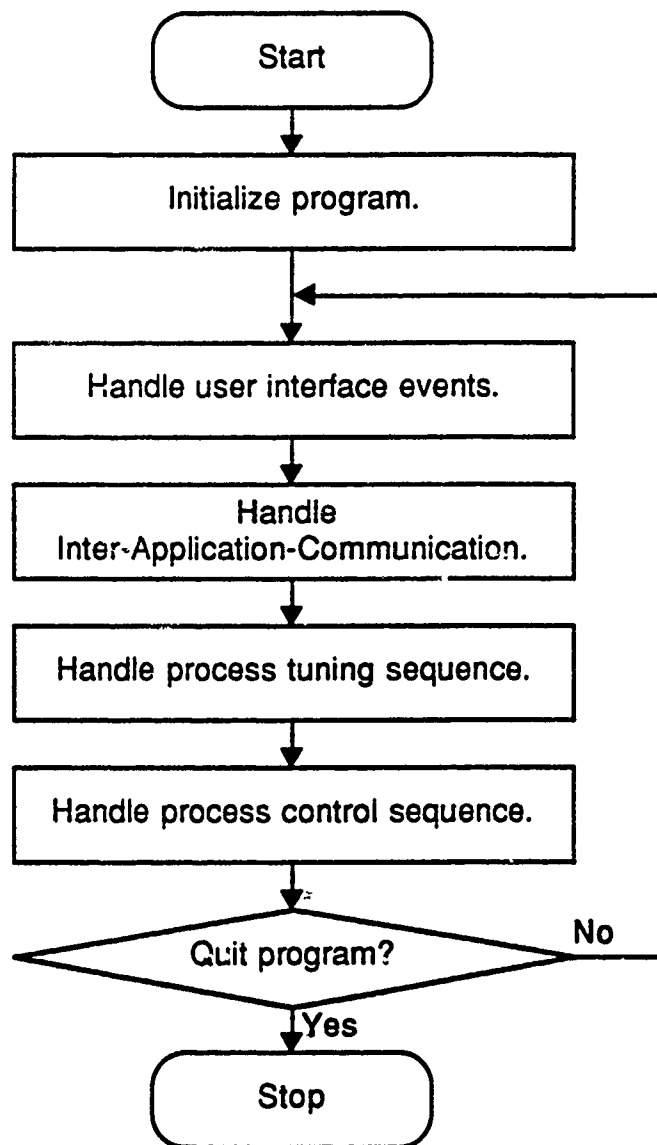 Start
Initialize program.
Handle user interface events.
Handle
Inter-Application-Communication.
Handle process tuning sequence.
Handle process control sequence.
Quit program?
No
Yes
Stop